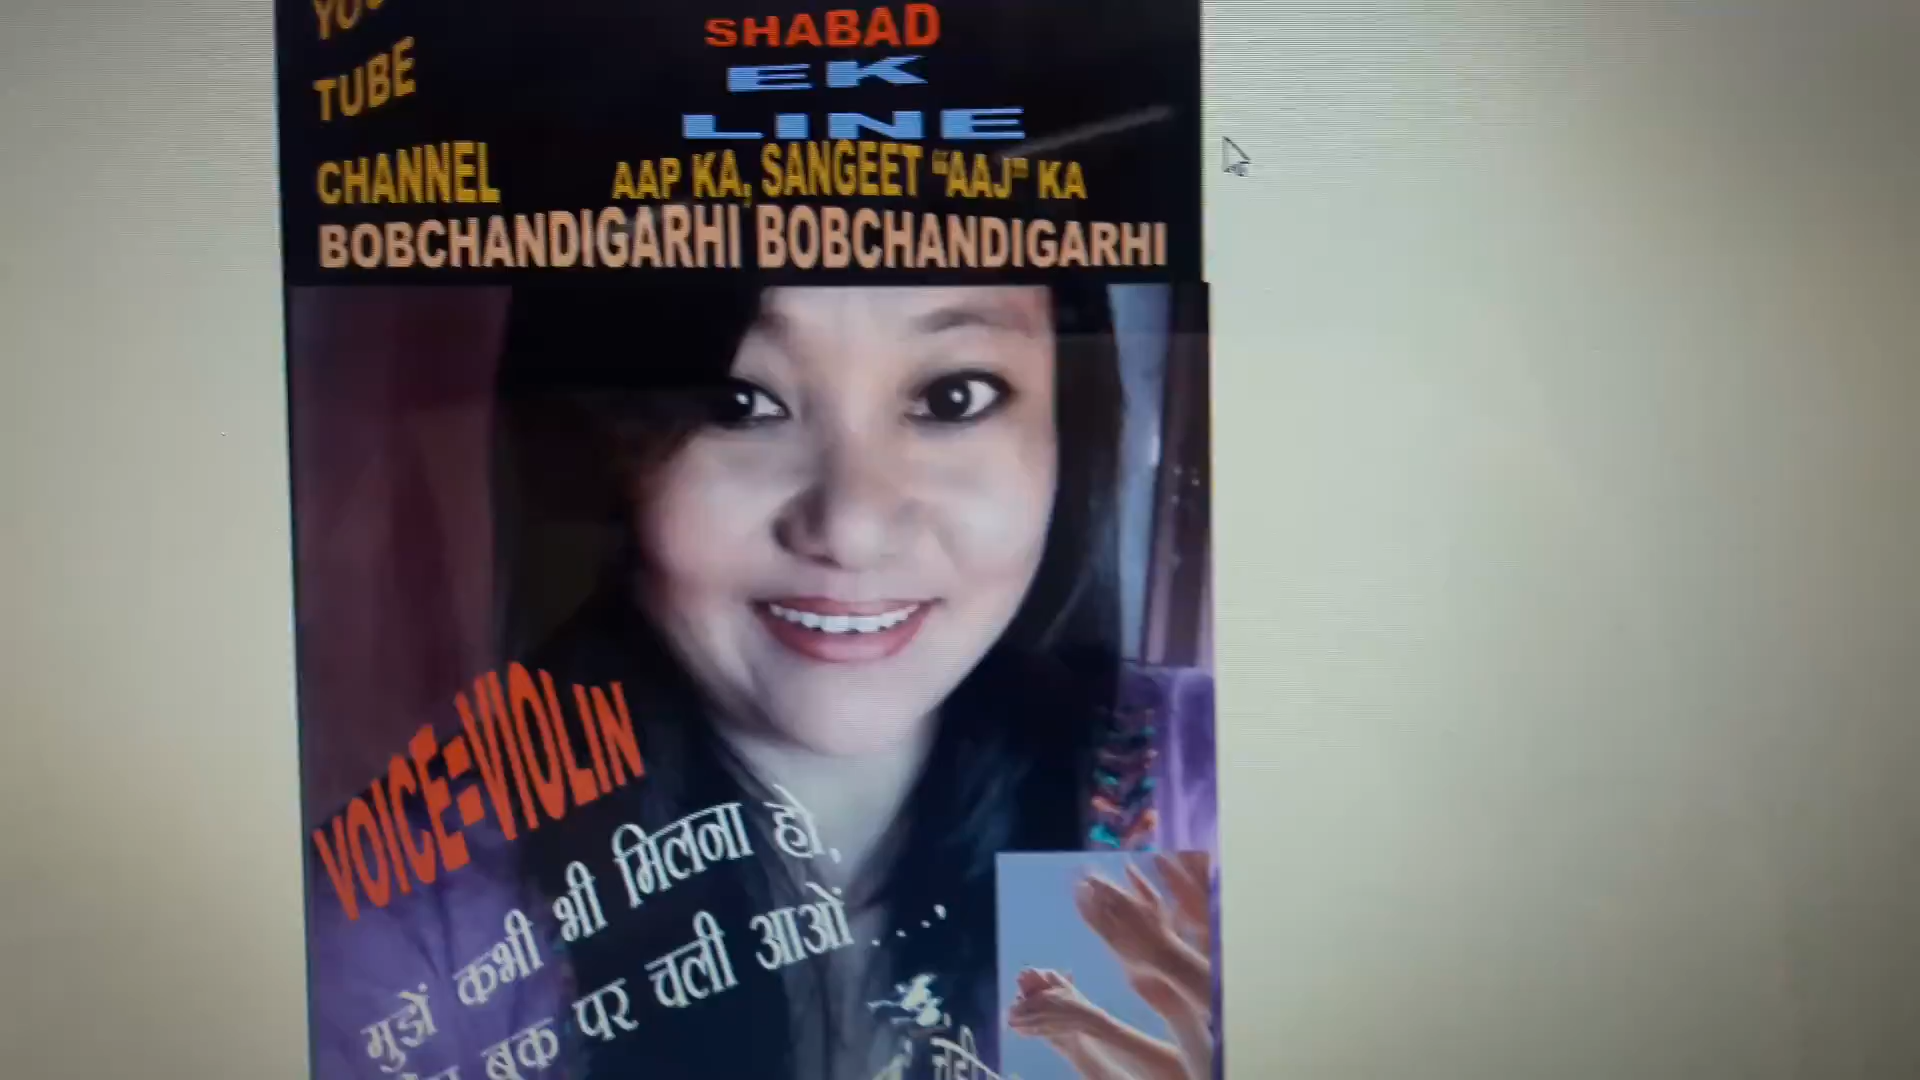 YOU
TUBE
CHANNEL
SHABAD
EK
LINE
AAP KA, SANGEET “AAJ” KA
BOBCHANDIGARHI BOBCHANDIGARHI
VOICE=VIOLIN
मुझें कभी भी मिलना हो,
बुक पर चली आओं ....,